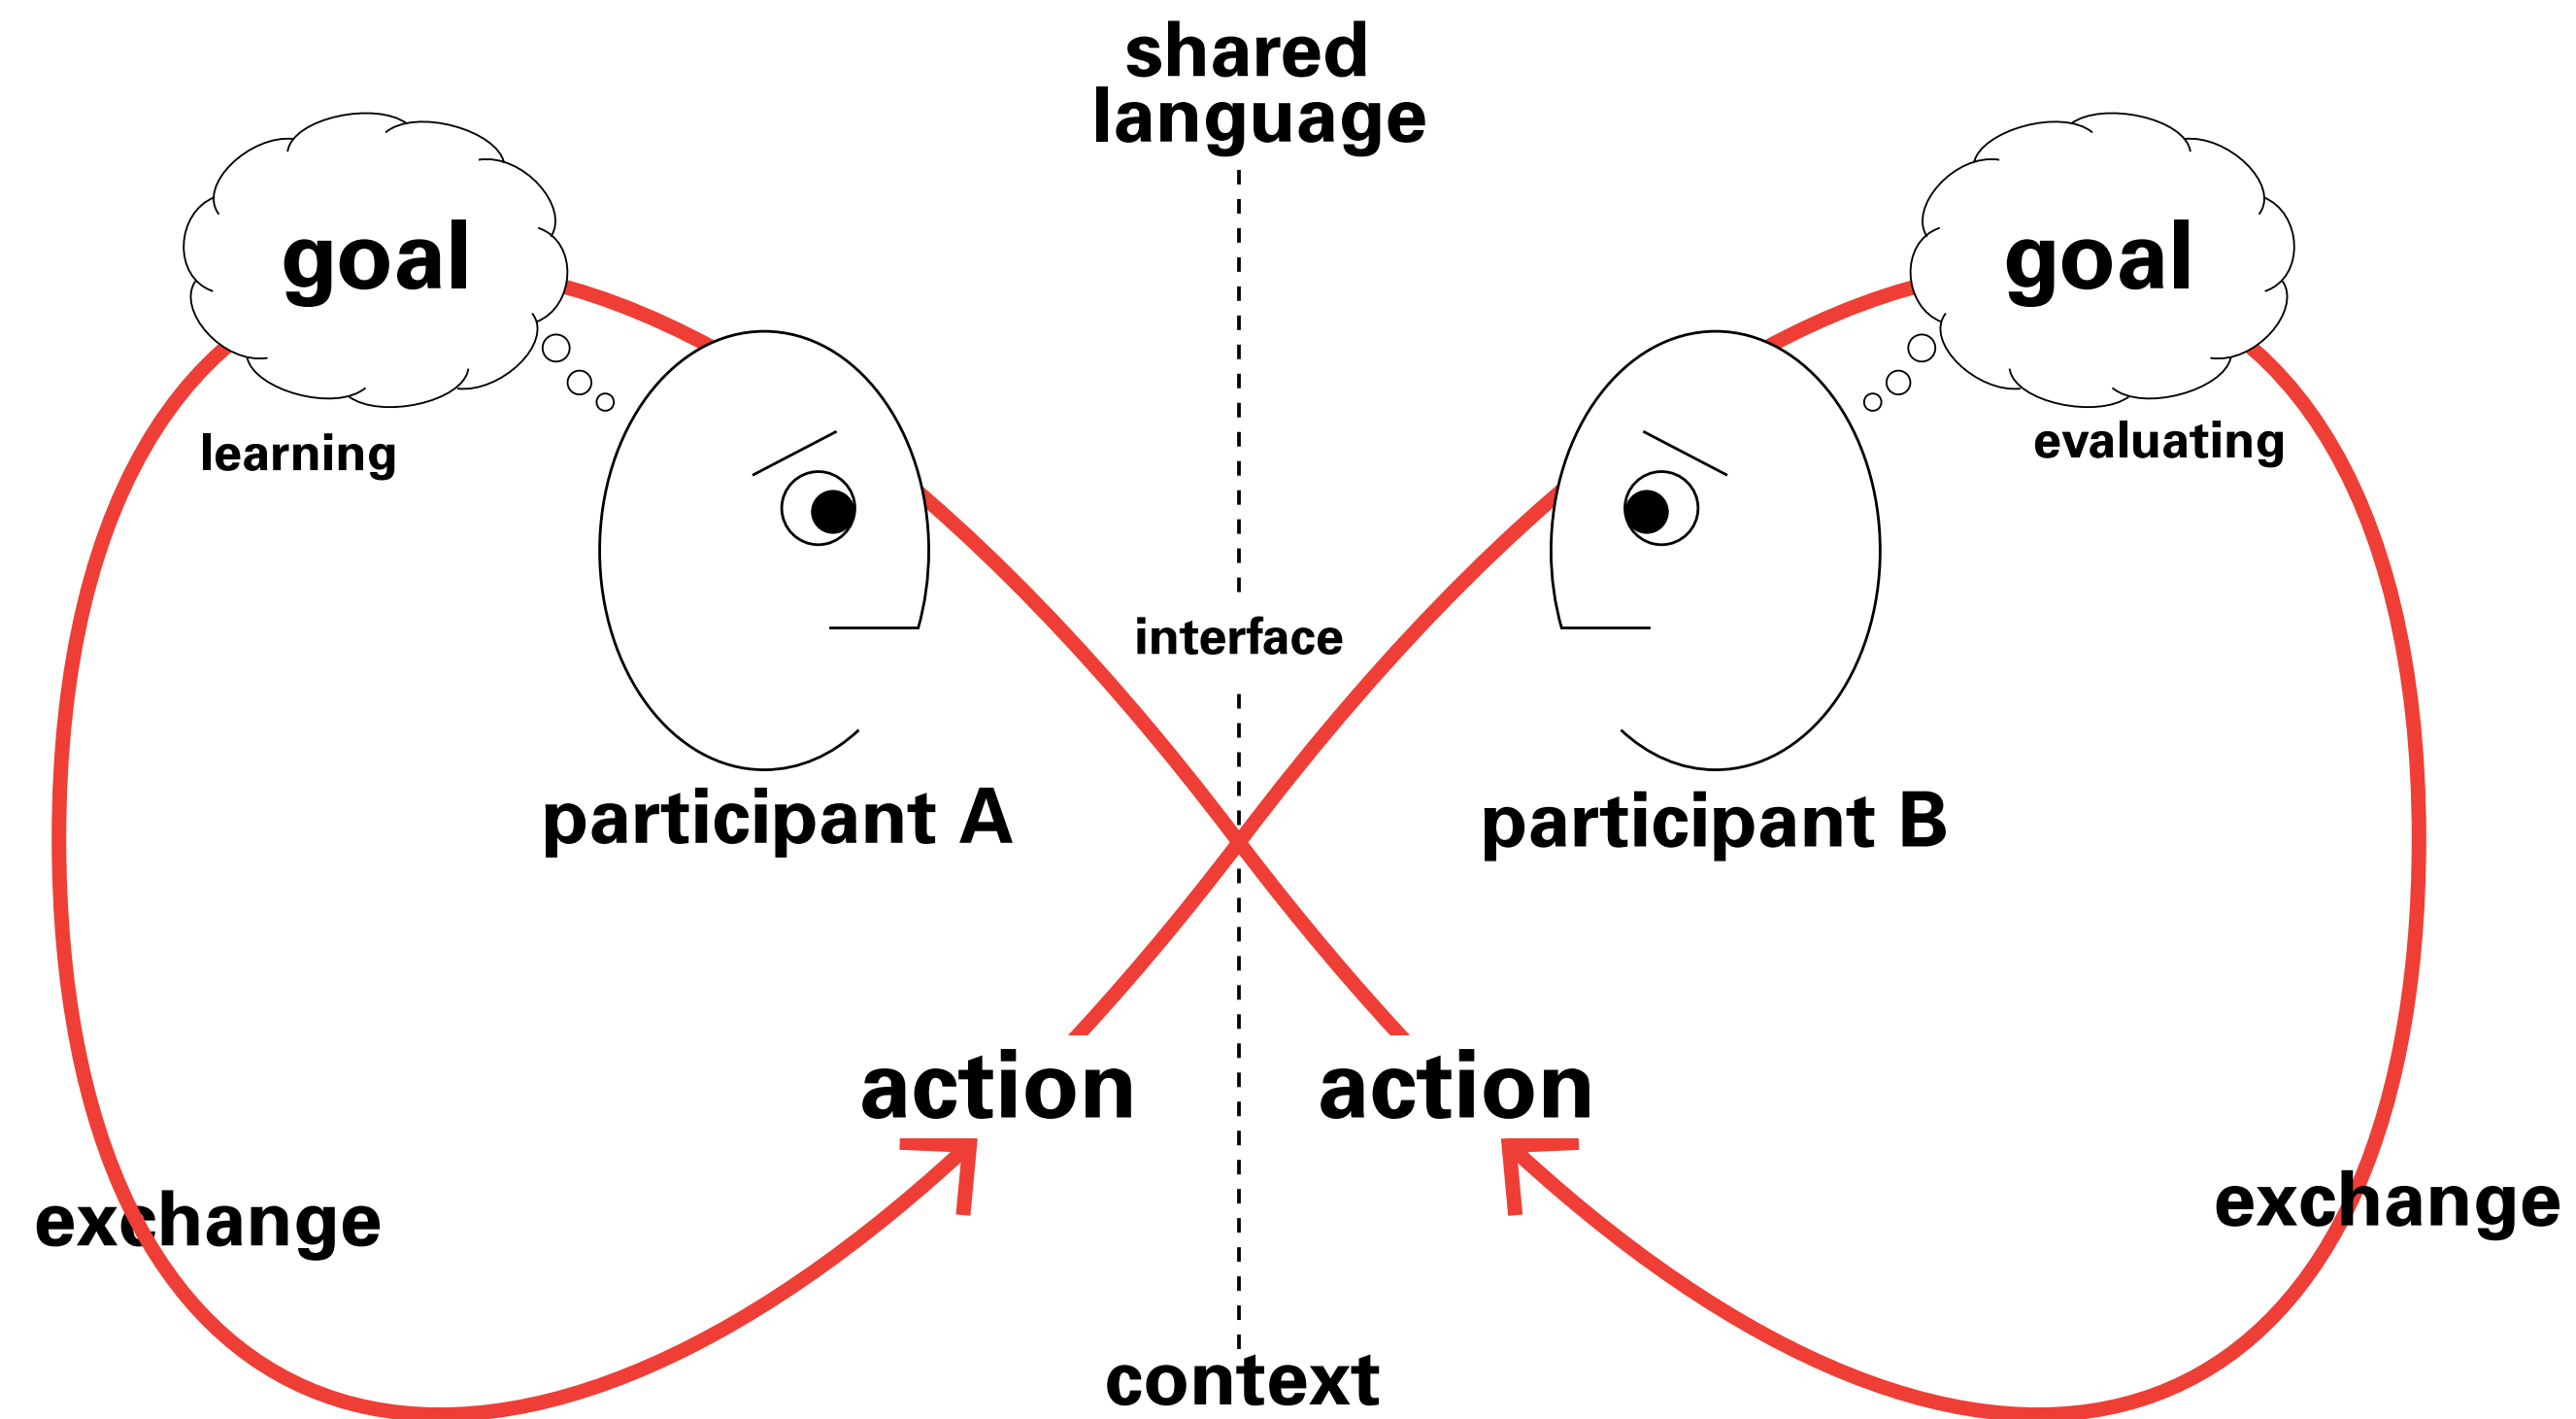 shared
language
goal
goal
learning
evaluating
interface
participant A
participant B
action
action
exchange
exchange
context